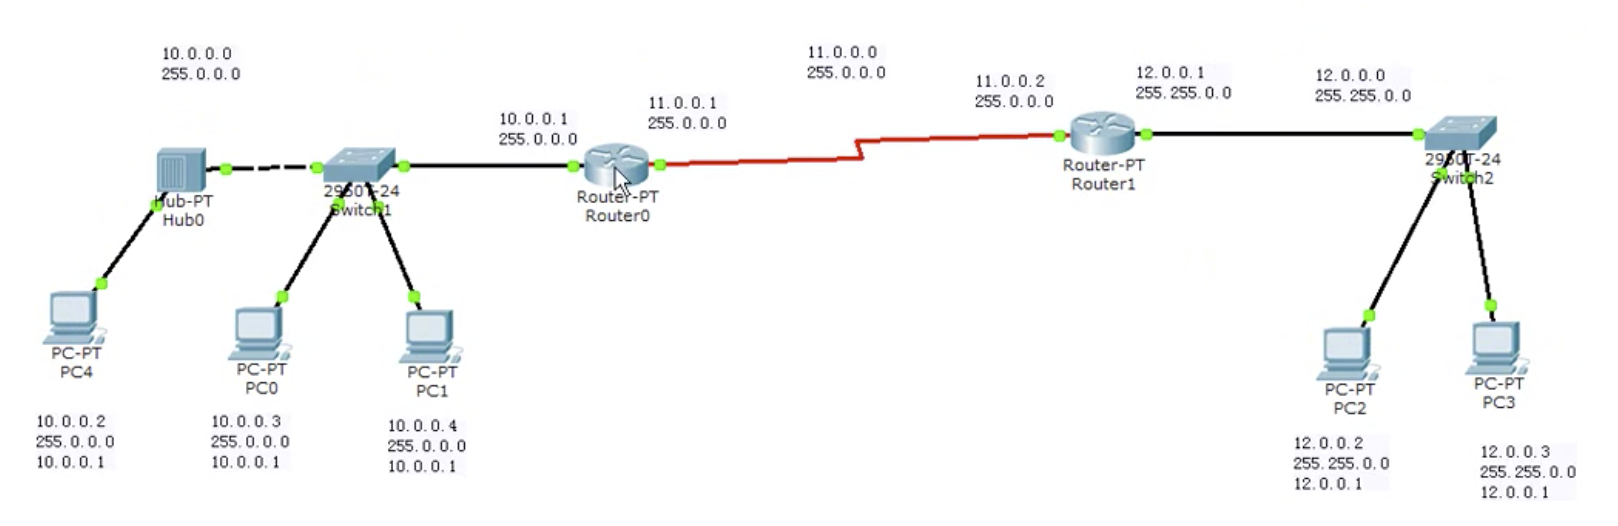 10.0.0.0
255.0.0.0
11.0.0.0
255.0.0.0
10.0.0.1
255.0.0.0
11.0.0.1
255.0.0.0
11.0.0.2
255.0.0.0
12.0.0.1
255.255.0.0
12.0.0.0
255.255.0.0
Hub-PT
Hub0
2950T-24
Switch1
Router-PT
Router0
Router-PT
Router1
2950T-24
Switch2
PC-PT
PC4
PC-PT
PC0
PC-PT
PC1
PC-PT
PC2
PC-PT
PC3
10.0.0.2
255.0.0.0
10.0.0.1
10.0.0.3
255.0.0.0
10.0.0.1
10.0.0.4
255.0.0.0
10.0.0.1
12.0.0.2
255.255.0.0
12.0.0.1
12.0.0.3
255.255.0.0
12.0.0.1